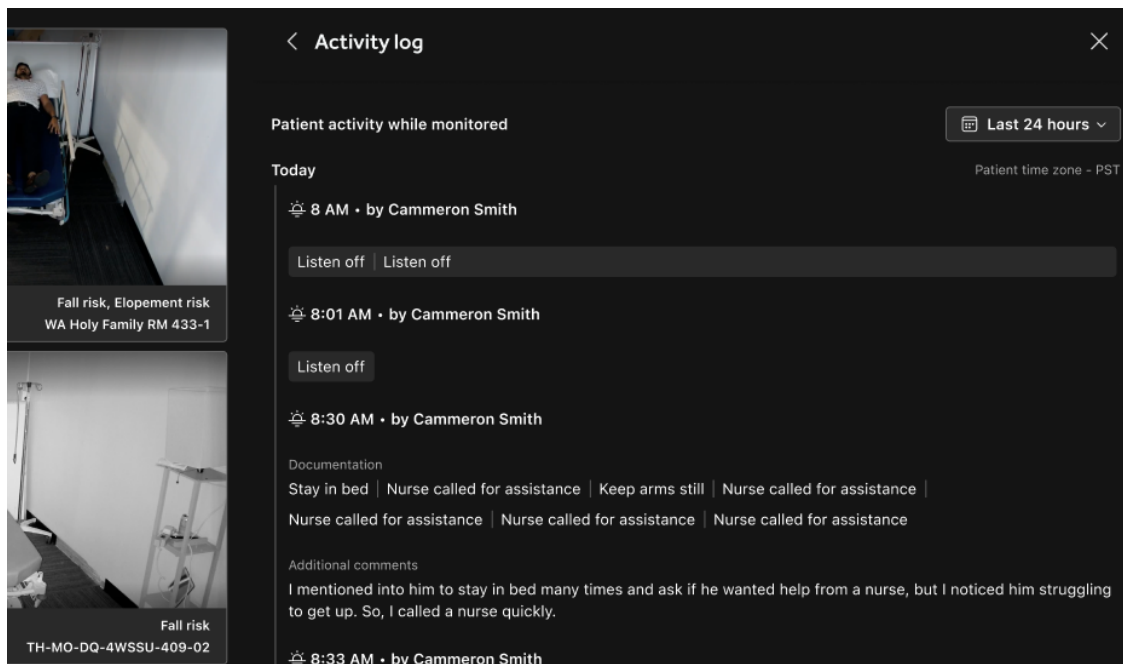 Activity log
Patient activity while monitored
Last 24 hours
Today
Patient time zone - PST
8 AM • by Cammeron Smith
Listen off | Listen off
8:01 AM • by Cammeron Smith
Listen off
8:30 AM • by Cammeron Smith
Documentation
Stay in bed | Nurse called for assistance | Keep arms still | Nurse called for assistance |
Nurse called for assistance | Nurse called for assistance | Nurse called for assistance
Additional comments
I mentioned into him to stay in bed many times and ask if he wanted help from a nurse, but I noticed him struggling
to get up. So, I called a nurse quickly.
8:33 AM • by Cammeron Smith
Fall risk, Elopement risk
WA Holy Family RM 433-1
Fall risk
TH-MO-DQ-4WSSU-409-02